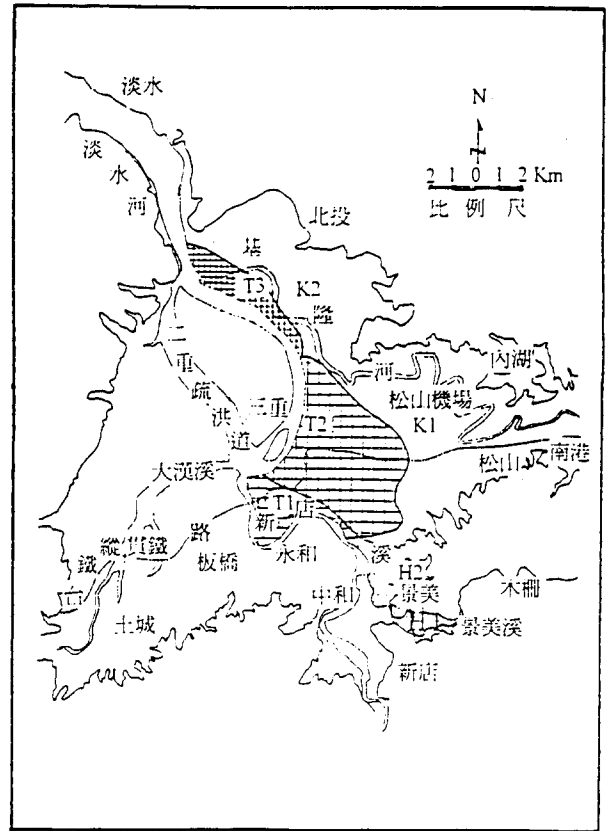 淡水
淡水河
N
2 1 0 1 2 Km
比例尺
北投
基
T3
K2
隆
河
內湖
二重疏洪道
三重
T2
松山機場
K1
松山
南港
大漢溪
T1
新店
溪
路
縱貫鐵
鐵
台
板橋
永和
中和
H2
景美
H1
木柵
景美溪
土城
新店